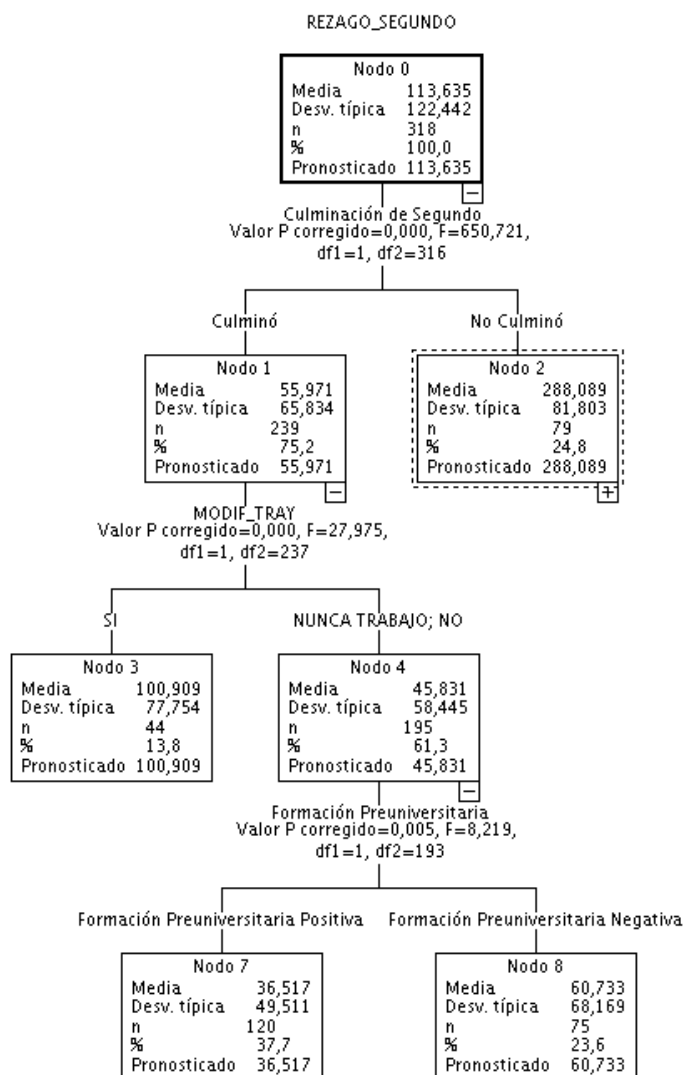 REZAGO_SEGUNDO
Nodo 0
Media 113,635
Desv. típica 122,442
n 318
% 100,0
Pronosticado 113,635
Culminación de Segundo
Valor P corregido=0,000, F=650,721,
df1=1, df2=316
Culminó
No Culminó
Nodo 1
Media 55,971
Desv. típica 65,834
n 239
% 75,2
Pronosticado 55,971
Nodo 2
Media 288,089
Desv. típica 81,803
n 79
% 24,8
Pronosticado 288,089
MODIF_TRAY
Valor P corregido=0,000, F=27,975,
df1=1, df2=237
SI
NUNCA TRABAJO; NO
Nodo 3
Media 100,909
Desv. típica 77,754
n 44
% 13,8
Pronosticado 100,909
Nodo 4
Media 45,831
Desv. típica 58,445
n 195
% 61,3
Pronosticado 45,831
Formación Preuniversitaria
Valor P corregido=0,005, F=8,219,
df1=1, df2=193
Formación Preuniversitaria Positiva
Formación Preuniversitaria Negativa
Nodo 7
Media 36,517
Desv. típica 49,511
n 120
% 37,7
Pronosticado 36,517
Nodo 8
Media 60,733
Desv. típica 68,169
n 75
% 23,6
Pronosticado 60,733